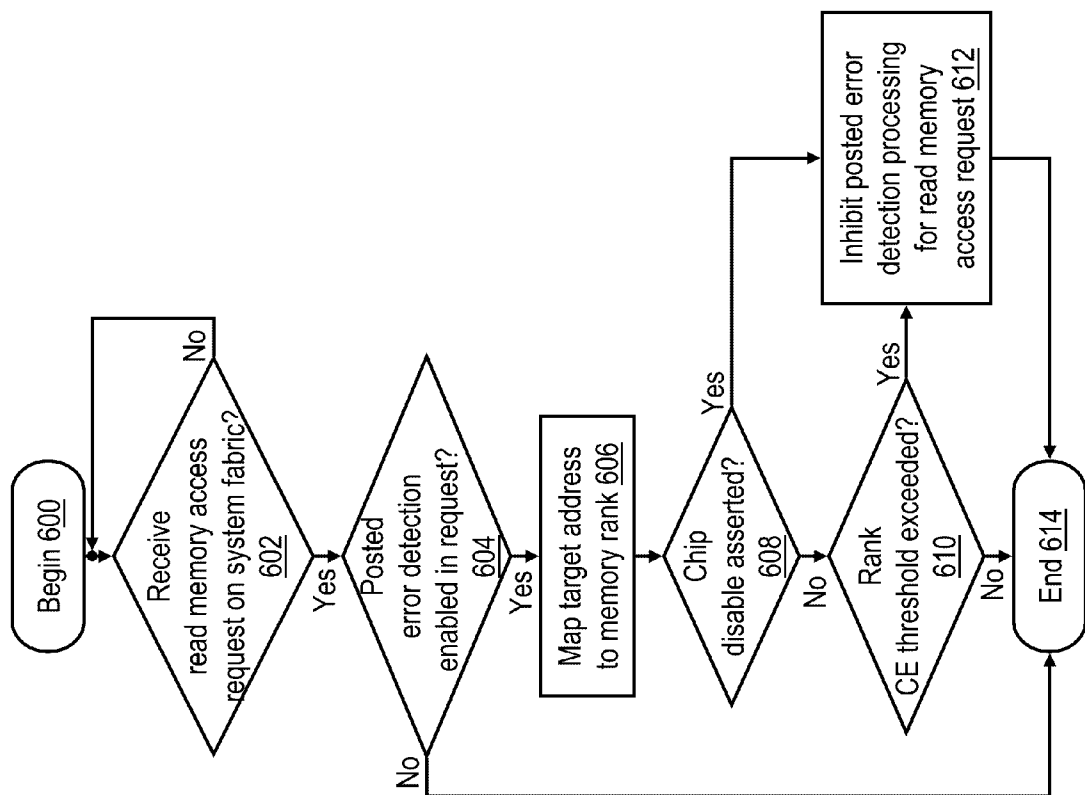 Begin 600
Receive
read memory access
request on system fabric?
602
No
Yes
Posted
error detection
enabled in request?
604
No
Yes
Map target address
to memory rank 606
Chip
disable asserted?
608
Yes
No
Rank
CE threshold exceeded?
610
Yes
No
Inhibit posted error
detection processing
for read memory
access request 612
End 614